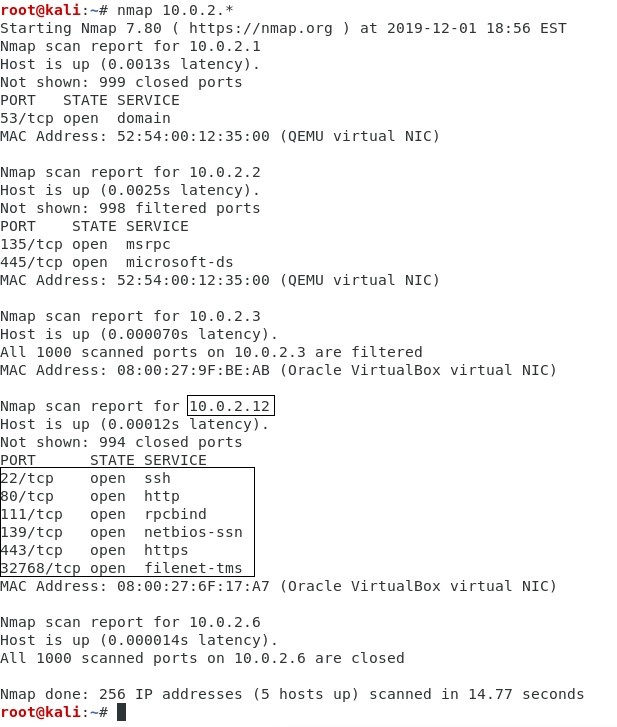 root@kali:~# nmap 10.0.2.*
Starting Nmap 7.80 ( https://nmap.org ) at 2019-12-01 18:56 EST
Nmap scan report for 10.0.2.1
Host is up (0.0013s latency).
Not shown: 999 closed ports
PORT   STATE SERVICE
53/tcp open  domain
MAC Address: 52:54:00:12:35:00 (QEMU virtual NIC)

Nmap scan report for 10.0.2.2
Host is up (0.0025s latency).
Not shown: 998 filtered ports
PORT    STATE SERVICE
135/tcp open  msrpc
445/tcp open  microsoft-ds
MAC Address: 52:54:00:12:35:00 (QEMU virtual NIC)

Nmap scan report for 10.0.2.3
Host is up (0.000070s latency).
All 1000 scanned ports on 10.0.2.3 are filtered
MAC Address: 08:00:27:9F:BE:AB (Oracle VirtualBox virtual NIC)

Nmap scan report for 10.0.2.12
Host is up (0.00012s latency).
Not shown: 994 closed ports
PORT      STATE SERVICE
22/tcp    open  ssh
80/tcp    open  http
111/tcp   open  rpcbind
139/tcp   open  netbios-ssn
443/tcp   open  https
32768/tcp open  filenet-tms
MAC Address: 08:00:27:6F:17:A7 (Oracle VirtualBox virtual NIC)

Nmap scan report for 10.0.2.6
Host is up (0.000014s latency).
All 1000 scanned ports on 10.0.2.6 are closed

Nmap done: 256 IP addresses (5 hosts up) scanned in 14.77 seconds
root@kali:~#